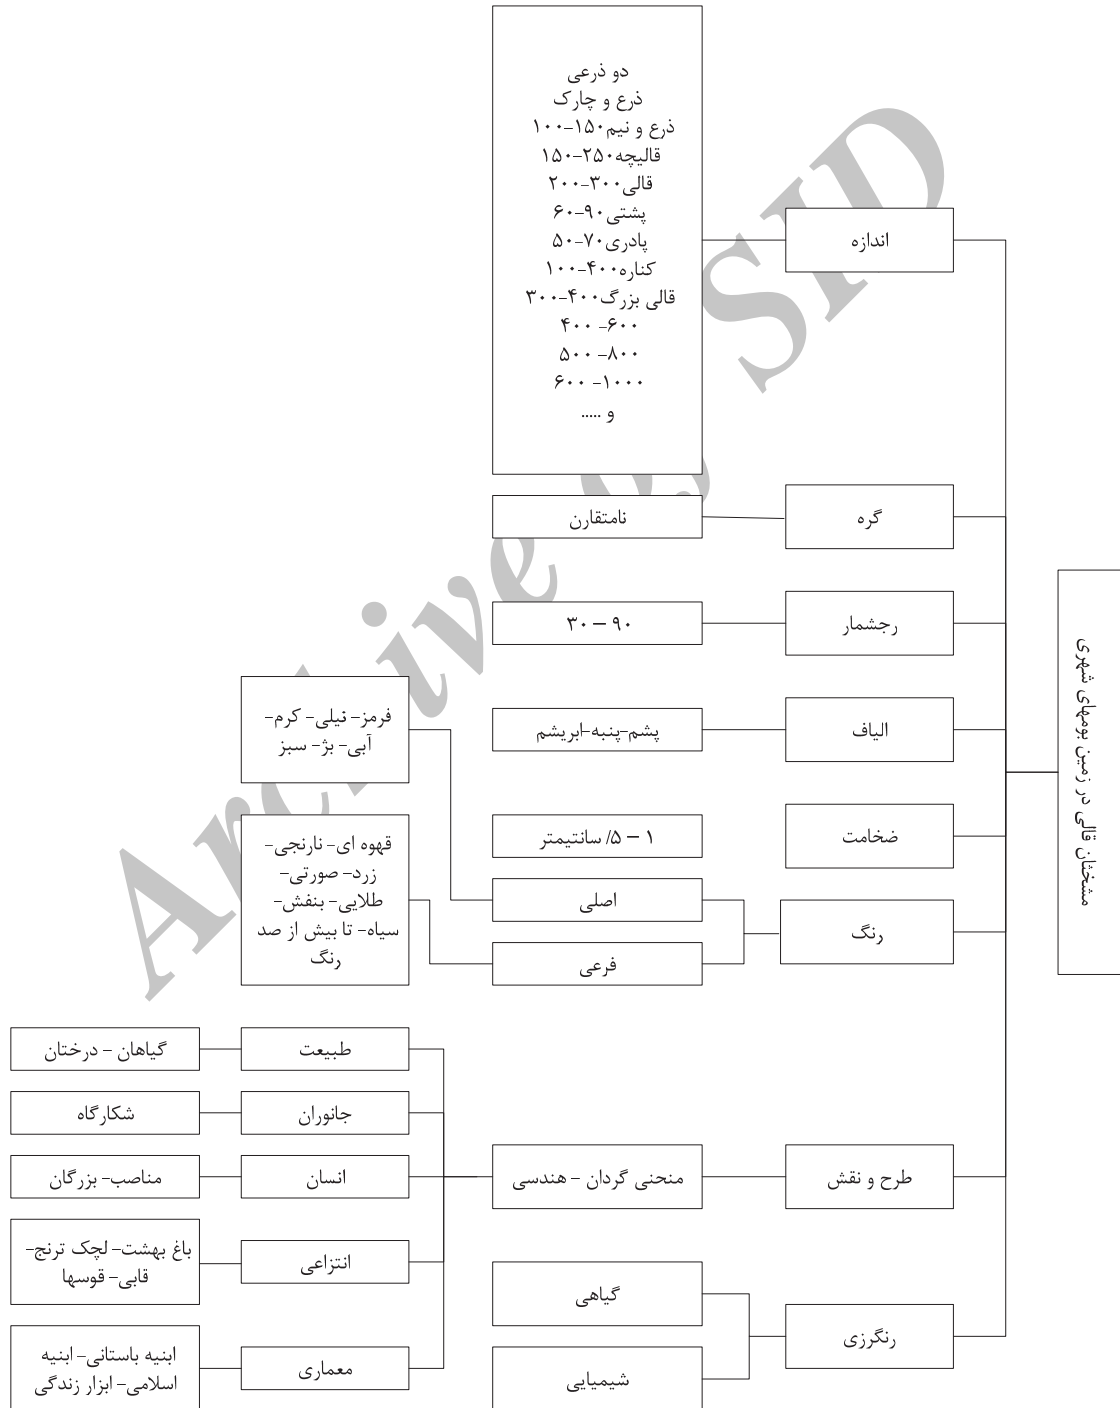 مشخثان قالی در زمین بومهای شهری
اندازه
دو ذرعی
ذرع و چارک
ذرع و نیم۱۵۰-۱۰۰
قالیچه۲۵۰-۱۵۰
قالی۳۰۰-۲۰۰
پشتی۹۰-۶۰
پادری۷۰-۵۰
کناره۴۰۰-۱۰۰
قالی بزرگ۴۰۰-۳۰۰
۶۰۰- ۴۰۰
۸۰۰- ۵۰۰
۱۰۰۰- ۶۰۰
و .....
گره
نامتقارن
رجشمار
۹۰ – ۳۰
الیاف
پشم-پنبه-ابریشم
ضخامت
۱ – ۵/ سانتیمتر
رنگ
اصلی
فرمز- نیلی- کرم-
آبی- بژ- سبز
فرعی
قهوه ای- نارنجی-
زرد- صورتی-
طلایی- بنفش-
سیاه- تا بیش از صد
رنگ
طرح و نقش
منحنی گردان - هندسی
طبیعت
گیاهان - درختان
جانوران
شکارگاه
انسان
مناصب- بزرگان
انتزاعی
باغ بهشت- لچک ترنج-
قابی- قوسها
معماری
ابنیه باستانی- ابنیه
اسلامی- ابزار زندگی
رنگرزی
گیاهی
شیمیایی
Archive of SID